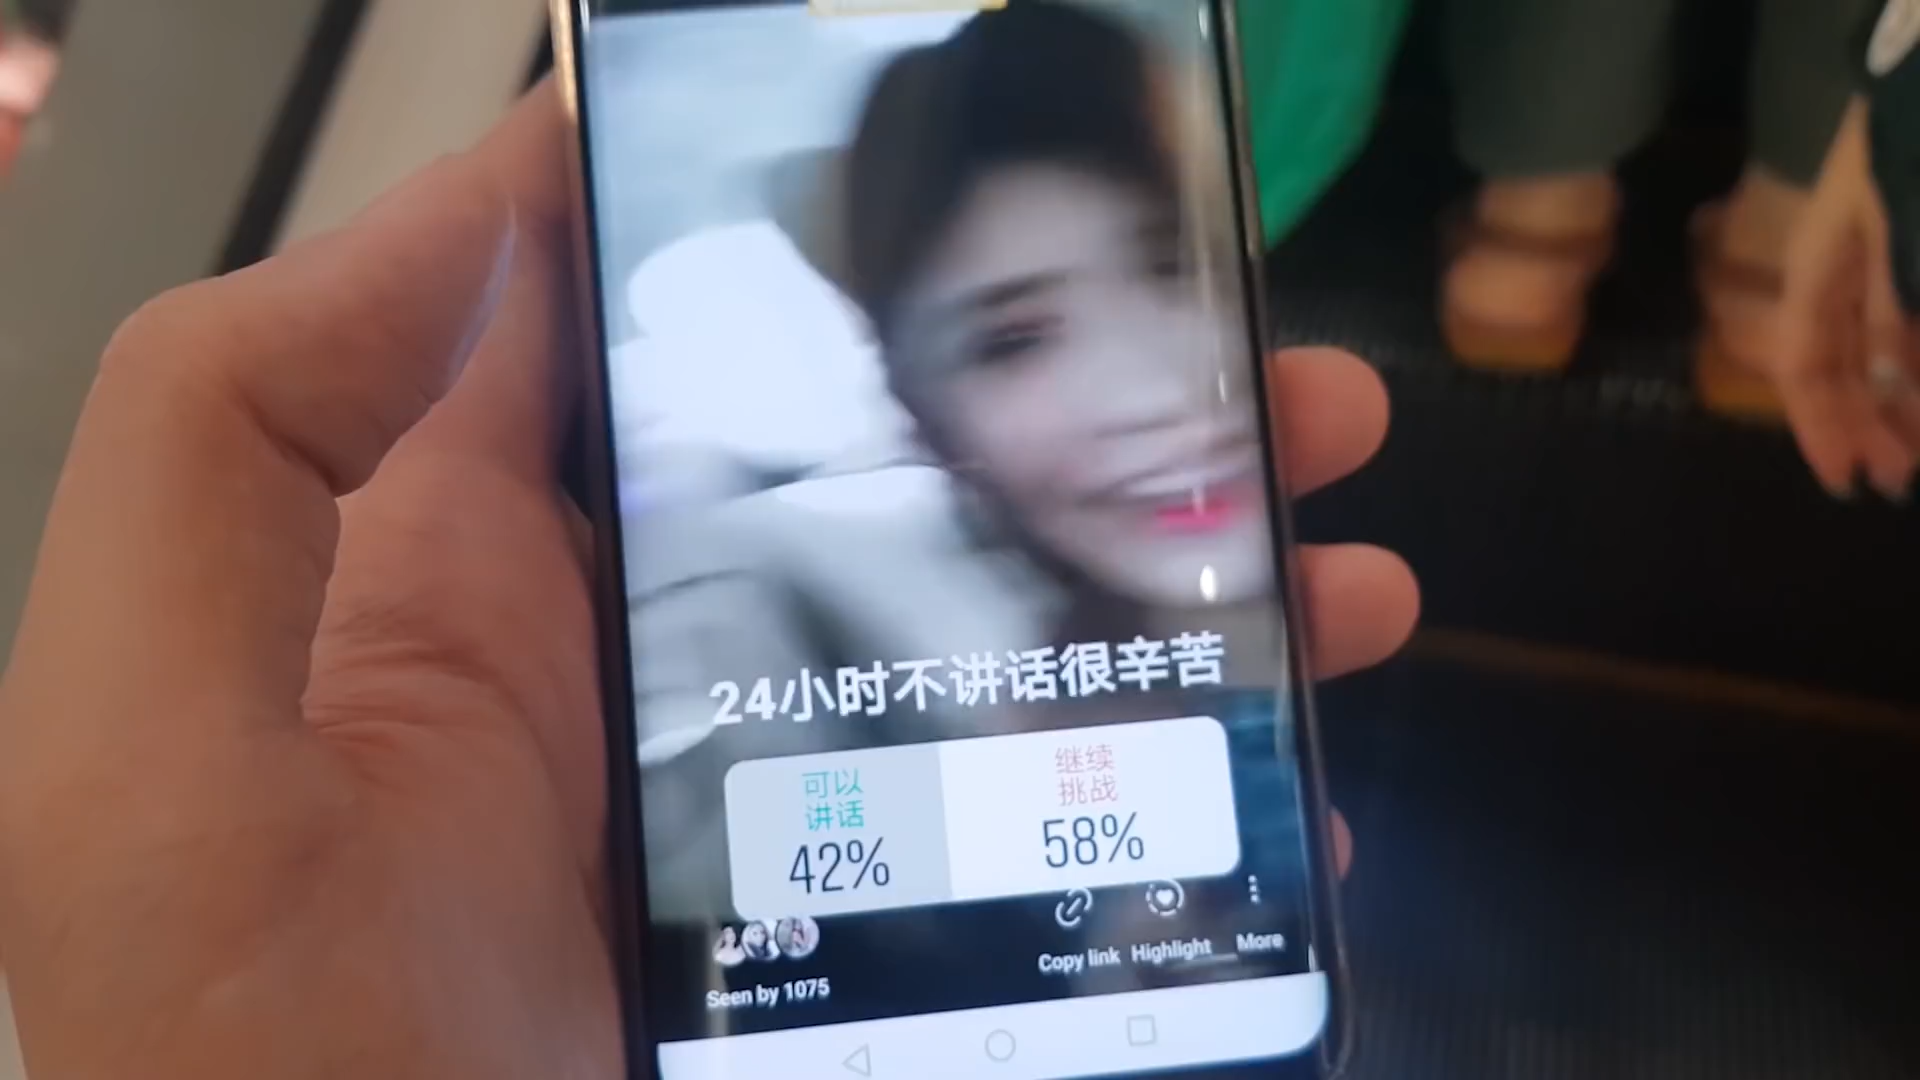 24小时不讲话很辛苦
可以
讲话
42%
继续
挑战
58%
Seen by 1075
Copy link
Highlight
More